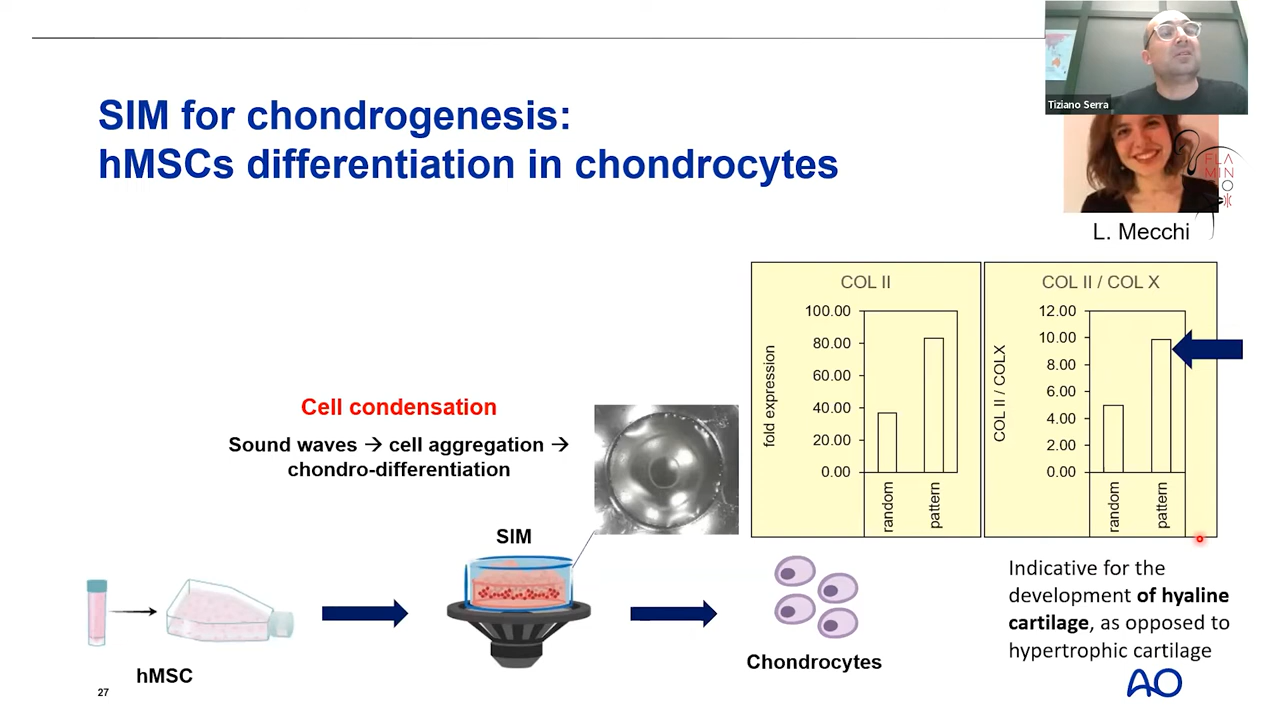 Tiziano Serra
SIM for chondrogenesis:
hMSCs differentiation in chondrocytes
FLA
MIN
GO
L. Mecchi
COL II
100.00
80.00
60.00
40.00
20.00
0.00
fold expression
random
pattern
COL II / COL X
12.00
10.00
8.00
6.00
4.00
2.00
0.00
COL II / COLX
random
pattern
Cell condensation
Sound waves → cell aggregation →
chondro-differentiation
SIM
hMSC
Chondrocytes
Indicative for the
development of hyaline
cartilage, as opposed to
hypertrophic cartilage
27
AO